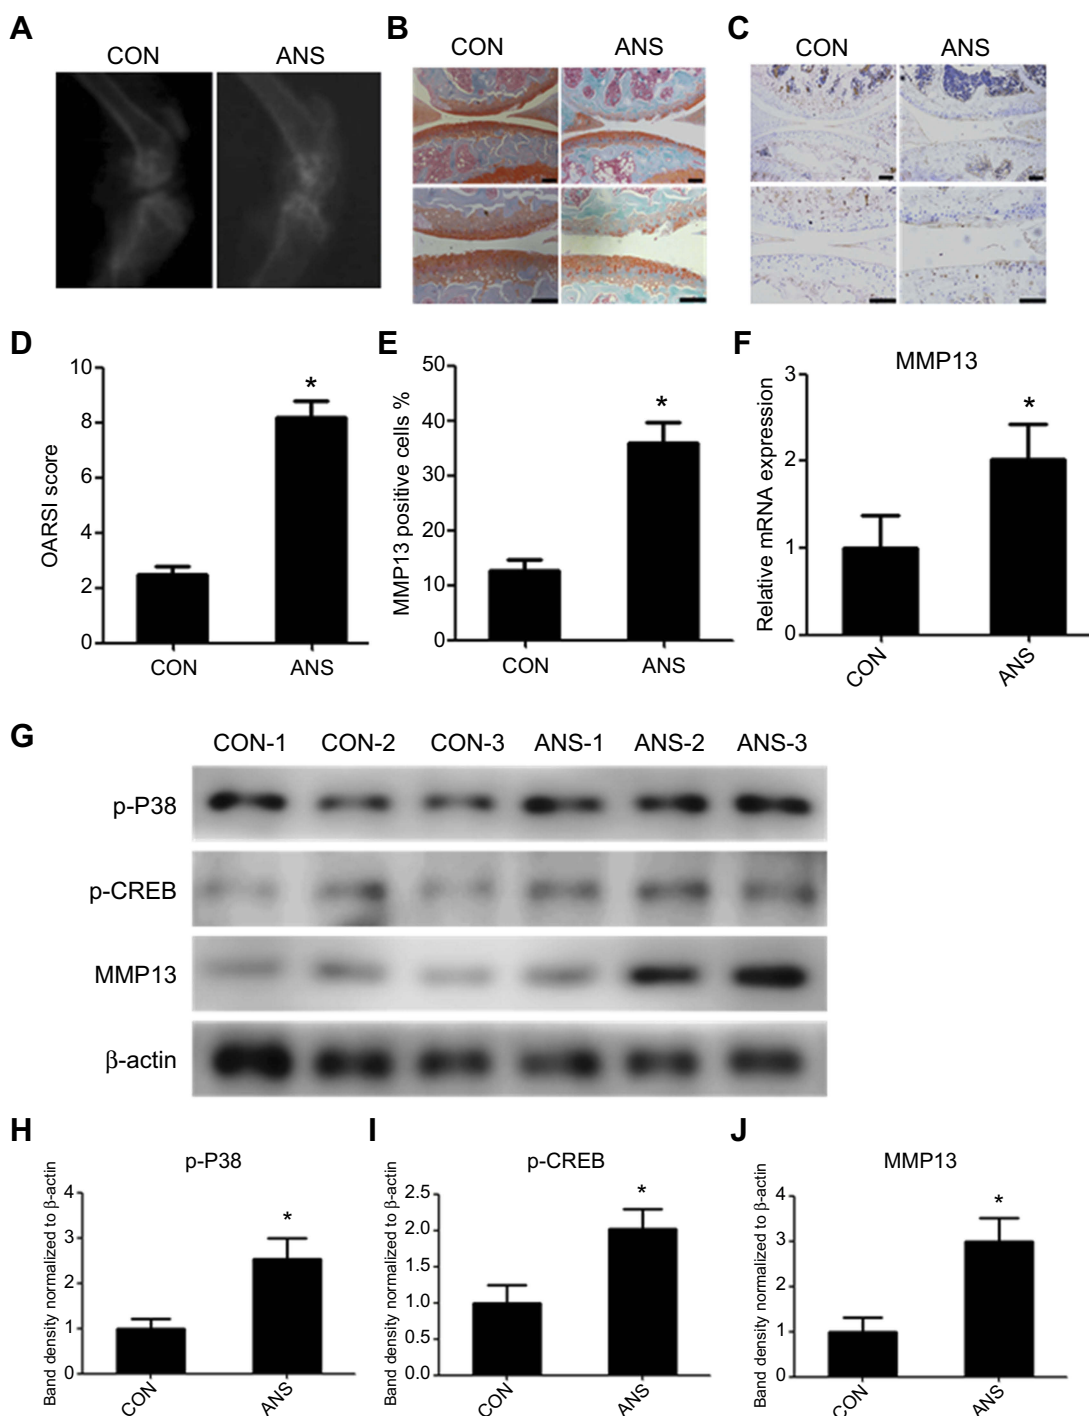 A
CON
ANS
B
CON
ANS
C
CON
ANS
D
OARSI score
10
8
6
4
2
0
*
CON
ANS
E
MMP13 positive cells %
50
40
30
20
10
0
*
CON
ANS
F
MMP13
Relative mRNA expression
3
2
1
0
*
CON
ANS
G
CON-1 CON-2 CON-3 ANS-1 ANS-2 ANS-3
p-P38
p-CREB
MMP13
β-actin
H
p-P38
Band density normalized to β-actin
4
3
2
1
0
*
CON
ANS
I
p-CREB
Band density normalized to β-actin
2.5
2.0
1.5
1.0
0.5
0.0
*
CON
ANS
J
MMP13
Band density normalized to β-actin
4
3
2
1
0
*
CON
ANS